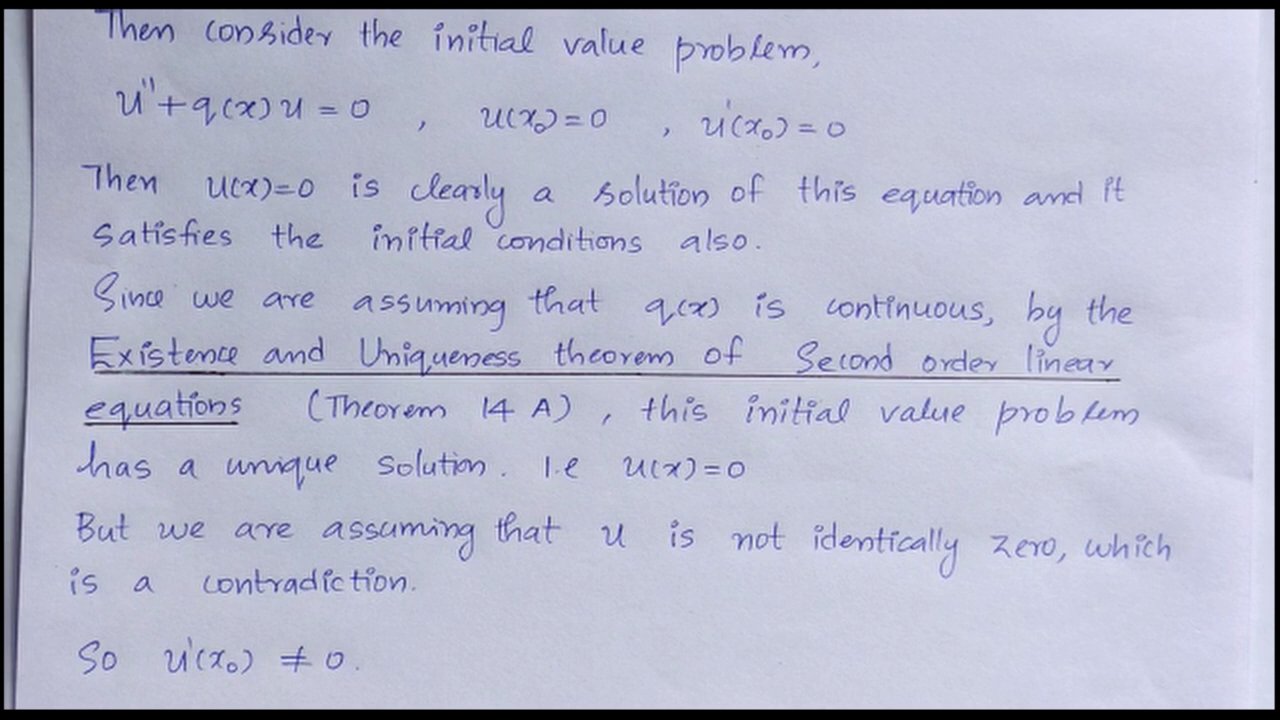 Then consider the initial value problem,
u'' + q(x) u = 0 , u(x₀) = 0 , u'(x₀) = 0
Then u(x)=0 is clearly a solution of this equation and it
satisfies the initial conditions also.
Since we are assuming that q(x) is continuous, by the
Existence and Uniqueness theorem of Second order linear
equations (Theorem 14 A) , this initial value problem
has a unique solution. I.e u(x)=0
But we are assuming that u is not identically zero, which
is a contradiction.
So u'(x₀) ≠ 0.